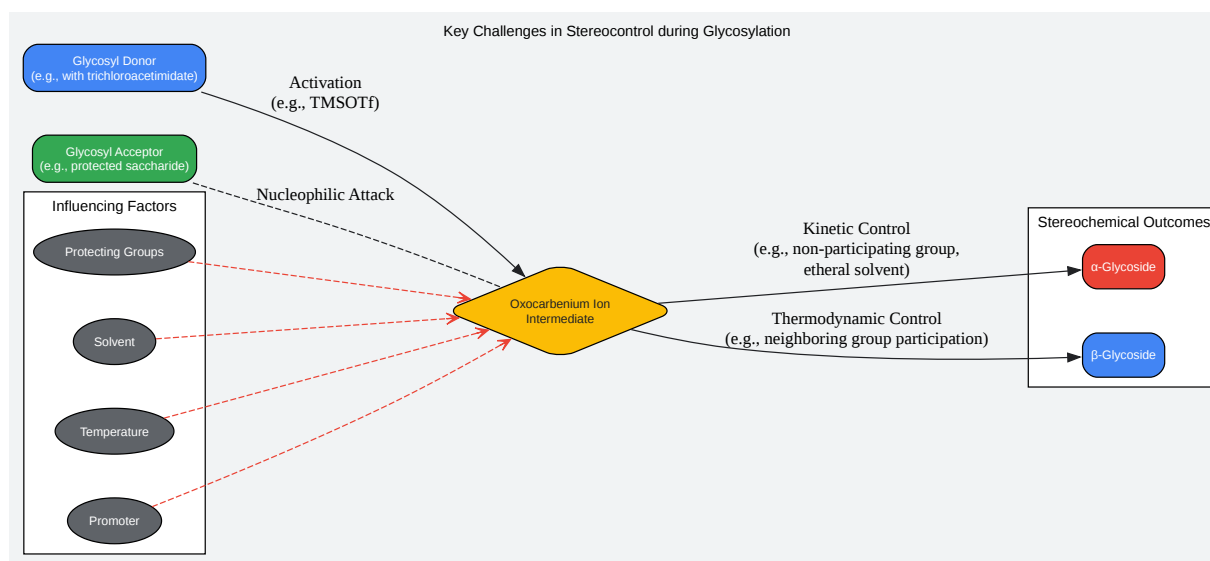 Key Challenges in Stereocontrol during Glycosylation
Glycosyl Donor
(e.g., with trichloroacetimidate)
Activation
(e.g., TMSOTf)
Glycosyl Acceptor
(e.g., protected saccharide)
Nucleophilic Attack
Influencing Factors
Protecting Groups
Solvent
Temperature
Promoter
Oxocarbenium Ion
Intermediate
Kinetic Control
(e.g., non-participating group,
etheral solvent)
Thermodynamic Control
(e.g., neighboring group participation)
Stereochemical Outcomes
α-Glycoside
β-Glycoside